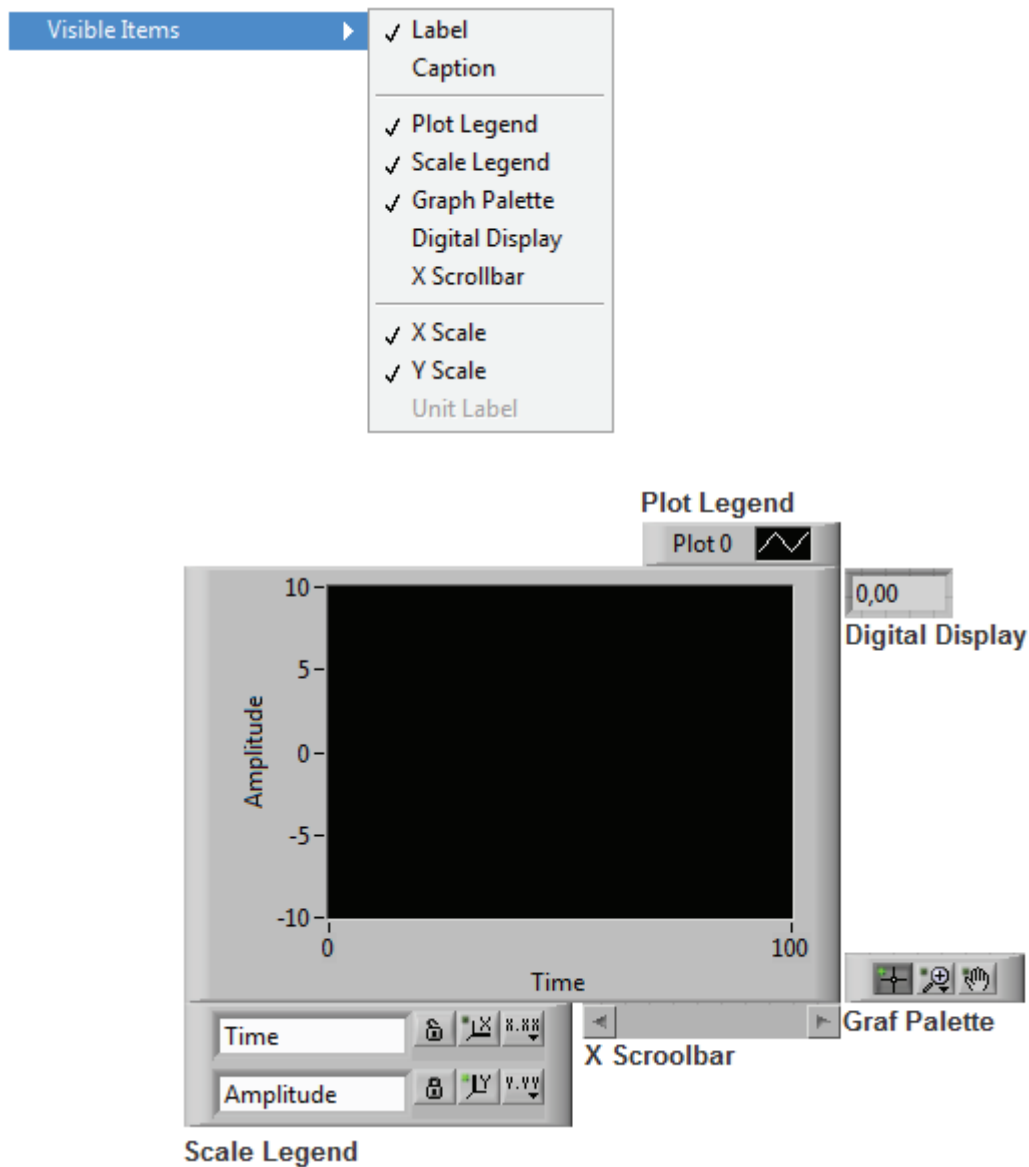 Visible Items
Label
Caption
Plot Legend
Scale Legend
Graph Palette
Digital Display
X Scrollbar
X Scale
Y Scale
Unit Label
Plot Legend
Plot 0
10
0,00
Digital Display
5
Amplitude
0
-5
-10
0
100
Time
Graf Palette
Time
X
X.XX
X Scroolbar
Amplitude
Y
Y.YY
Scale Legend